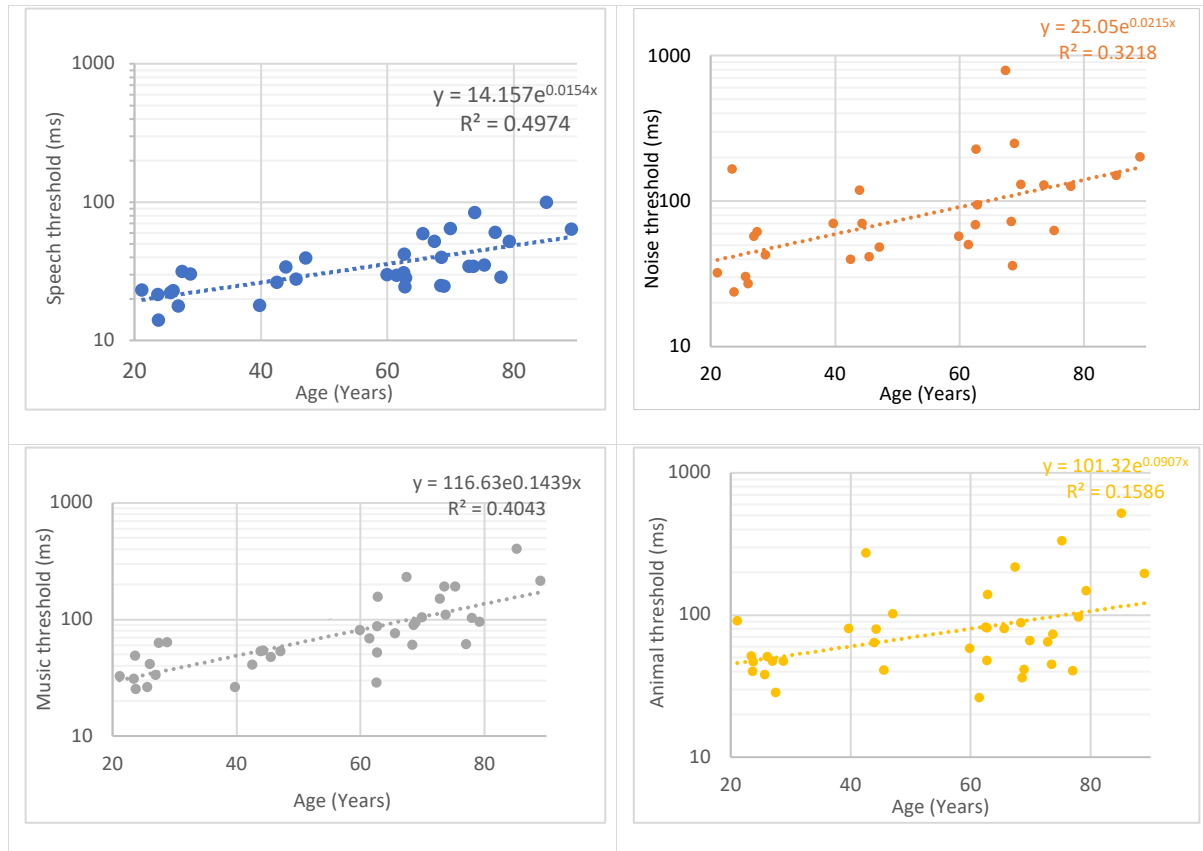 1000
100
10
Speech threshold (ms)
y = 14.157e^0.0154x
R² = 0.4974
20 40 60 80
Age (Years)
1000
100
10
Noise threshold (ms)
y = 25.05e^0.0215x
R² = 0.3218
20 40 60 80
Age (Years)
1000
100
10
Music threshold (ms)
y = 116.63e0.1439x
R² = 0.4043
20 40 60 80
Age (Years)
1000
100
10
Animal threshold (ms)
y = 101.32e^0.0907x
R² = 0.1586
20 40 60 80
Age (Years)